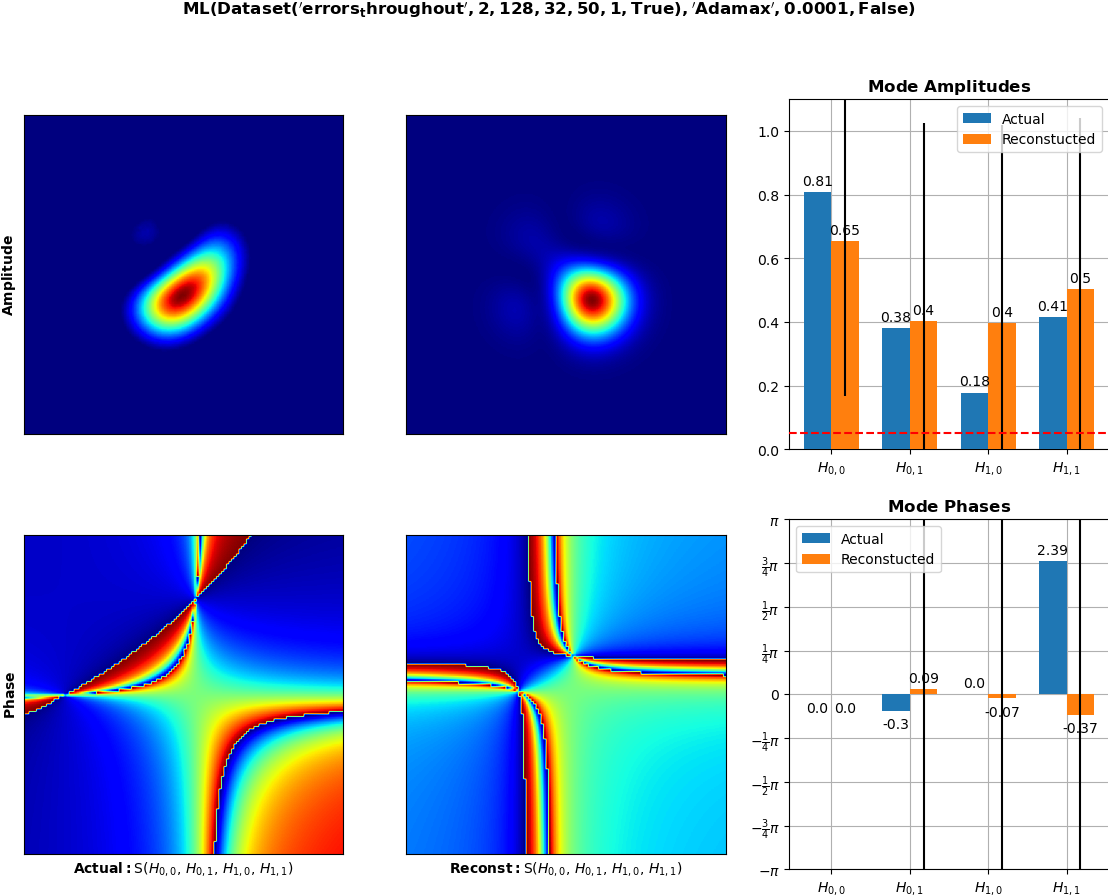 ML(Dataset('errors_throughout', 2, 128, 32, 50, 1, True), 'Adamax', 0.0001, False)
Amplitude
Mode Amplitudes
Actual
Reconstucted
1.0
0.8
0.6
0.4
0.2
0.0
0.81
0.65
0.38
0.4
0.18
0.4
0.41
0.5
H0,0
H0,1
H1,0
H1,1
Phase
Actual: S(H0,0, H0,1, H1,0, H1,1)
Reconst: S(H0,0, H0,1, H1,0, H1,1)
Mode Phases
Actual
Reconstucted
π
3/4π
1/2π
1/4π
0
−1/4π
−1/2π
−3/4π
−π
0.0
0.0
-0.3
0.09
0.0
-0.07
2.39
-0.37
H0,0
H0,1
H1,0
H1,1